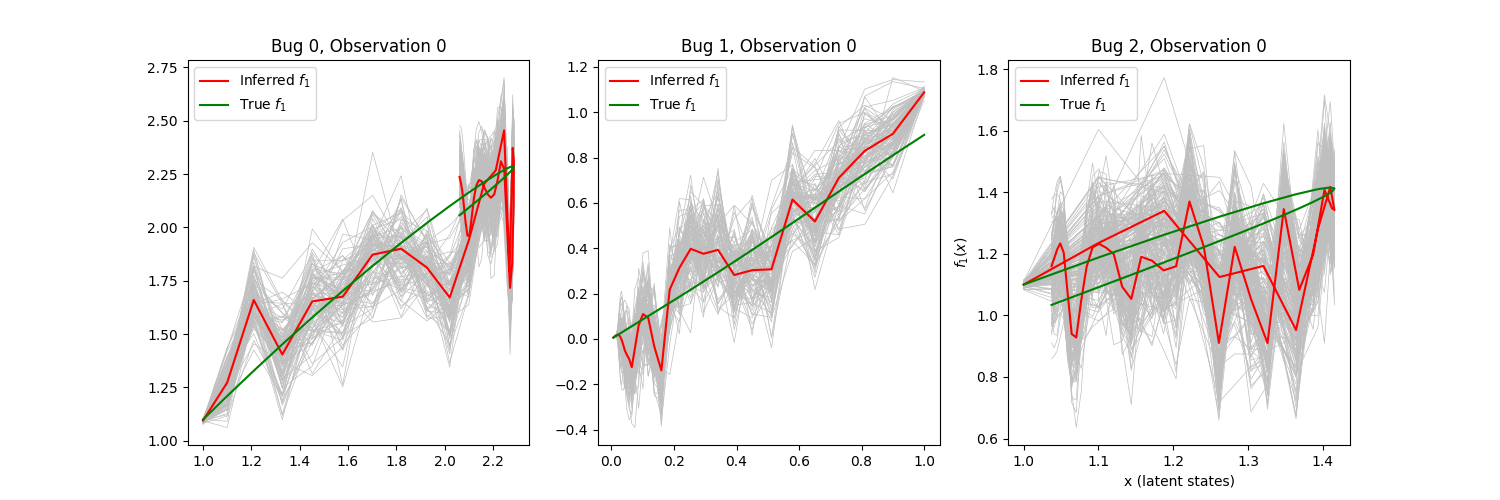 Bug 0, Observation 0
Inferred f₁
True f₁
2.75
2.50
2.25
2.00
1.75
1.50
1.25
1.00
1.0 1.2 1.4 1.6 1.8 2.0 2.2
Bug 1, Observation 0
Inferred f₁
True f₁
1.2
1.0
0.8
0.6
0.4
0.2
0.0
−0.2
−0.4
0.0 0.2 0.4 0.6 0.8 1.0
Bug 2, Observation 0
Inferred f₁
True f₁
f₁(x)
1.8
1.6
1.4
1.2
1.0
0.8
0.6
1.0 1.1 1.2 1.3 1.4
x (latent states)